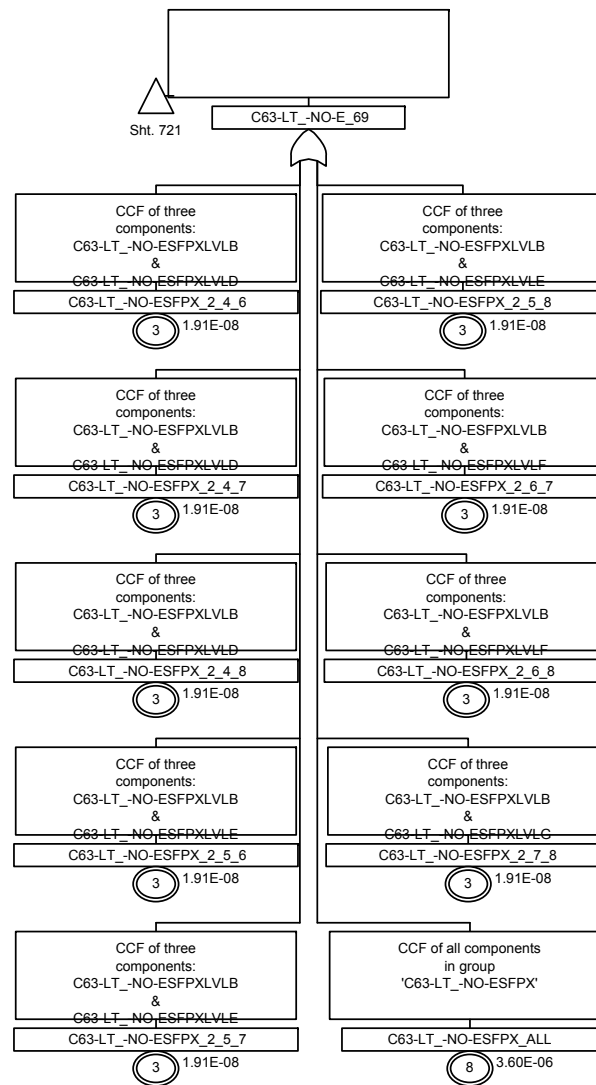 Sht. 721
C63-LT_-NO-E_69
CCF of three
components:
C63-LT_-NO-ESFPXLVLB
&
C63-LT_-NO-ESFPXLVLD
C63-LT_-NO-ESFPX_2_4_6
3
1.91E-08
CCF of three
components:
C63-LT_-NO-ESFPXLVLB
&
C63-LT_-NO-ESFPXLVLE
C63-LT_-NO-ESFPX_2_5_8
3
1.91E-08
CCF of three
components:
C63-LT_-NO-ESFPXLVLB
&
C63-LT_-NO-ESFPXLVLD
C63-LT_-NO-ESFPX_2_4_7
3
1.91E-08
CCF of three
components:
C63-LT_-NO-ESFPXLVLB
&
C63-LT_-NO-ESFPXLVLF
C63-LT_-NO-ESFPX_2_6_7
3
1.91E-08
CCF of three
components:
C63-LT_-NO-ESFPXLVLB
&
C63-LT_-NO-ESFPXLVLD
C63-LT_-NO-ESFPX_2_4_8
3
1.91E-08
CCF of three
components:
C63-LT_-NO-ESFPXLVLB
&
C63-LT_-NO-ESFPXLVLF
C63-LT_-NO-ESFPX_2_6_8
3
1.91E-08
CCF of three
components:
C63-LT_-NO-ESFPXLVLB
&
C63-LT_-NO-ESFPXLVLE
C63-LT_-NO-ESFPX_2_5_6
3
1.91E-08
CCF of three
components:
C63-LT_-NO-ESFPXLVLB
&
C63-LT_-NO-ESFPXLVLG
C63-LT_-NO-ESFPX_2_7_8
3
1.91E-08
CCF of three
components:
C63-LT_-NO-ESFPXLVLB
&
C63-LT_-NO-ESFPXLVLE
C63-LT_-NO-ESFPX_2_5_7
3
1.91E-08
CCF of all components
in group
'C63-LT_-NO-ESFPX'
C63-LT_-NO-ESFPX_ALL
8
3.60E-06